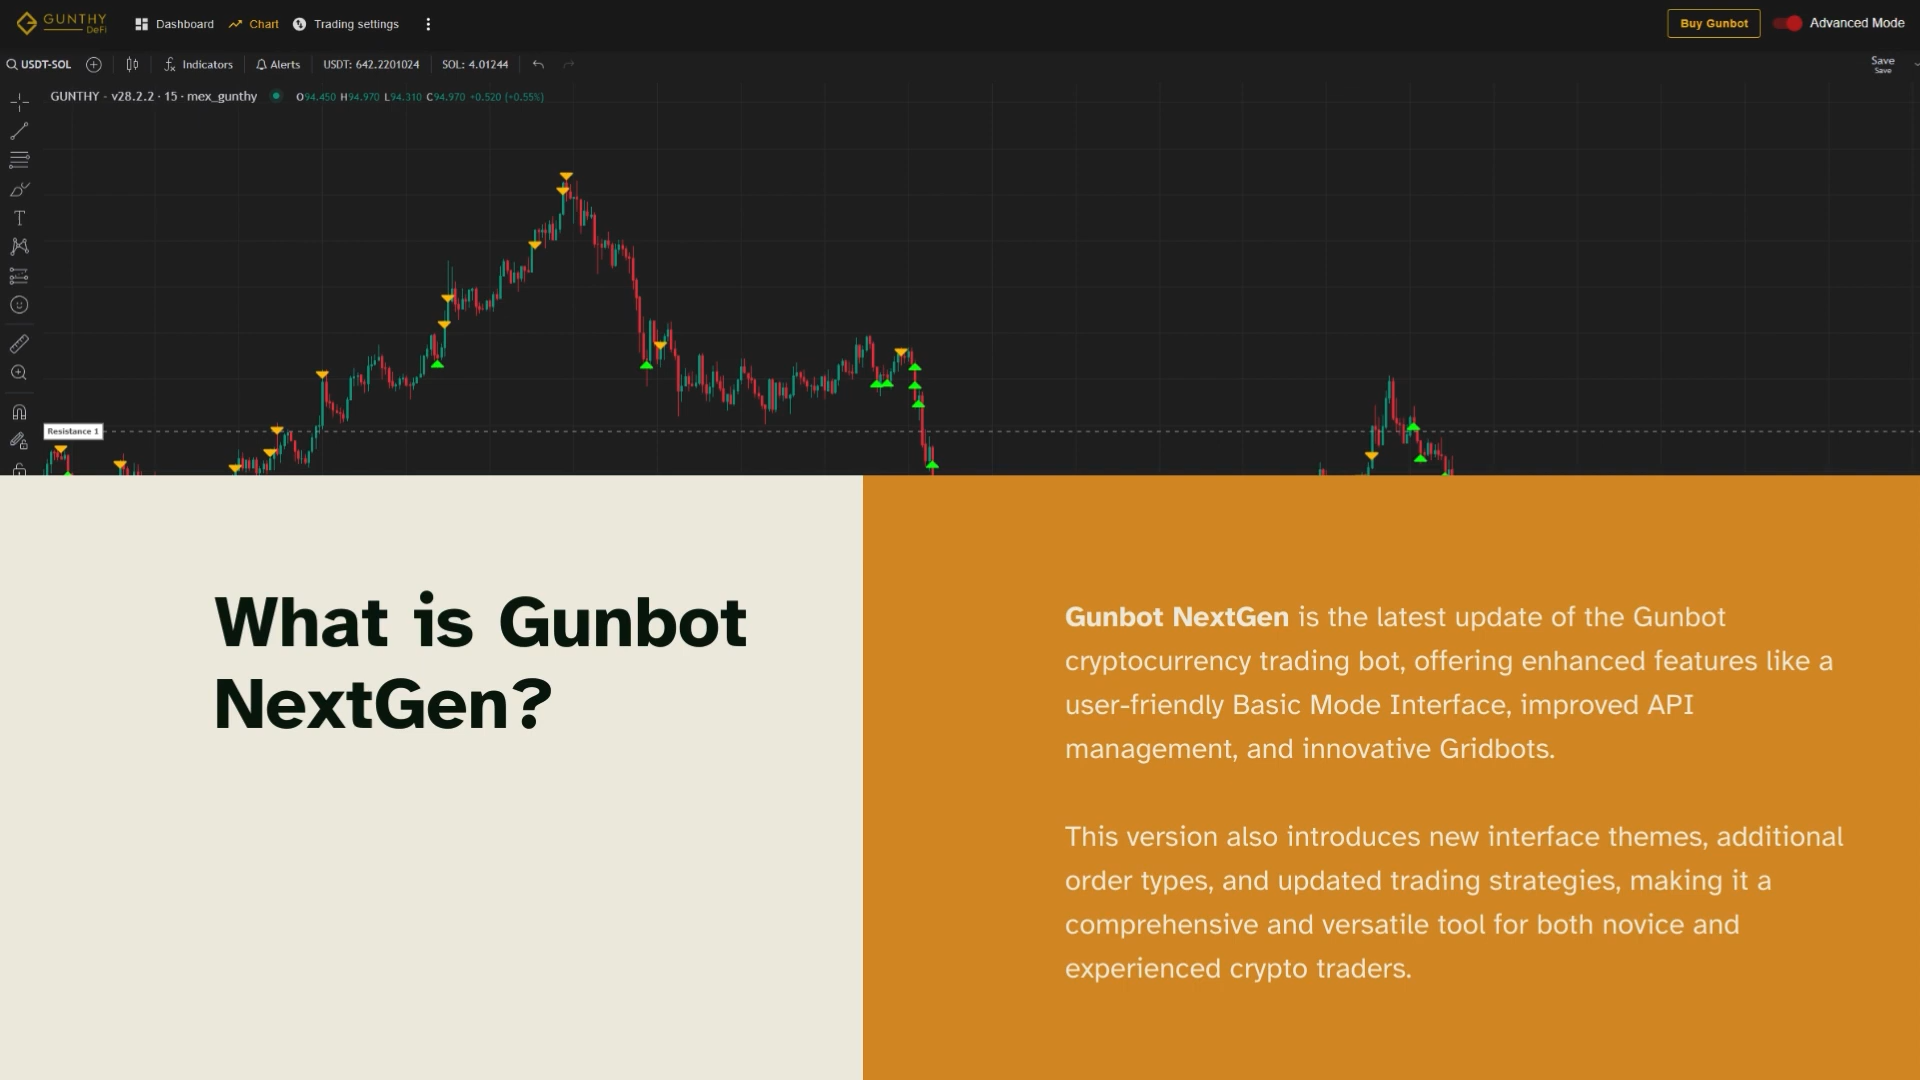 GUNTHY
DeFi
Dashboard
Chart
Trading settings
Buy Gunbot
Advanced Mode
USDT-SOL
Indicators
Alerts
USDT: 642.2201024
SOL: 4.01244
Save
Save
GUNTHY - v28.2.2 · 15 · mex_gunthy
O94.450 H94.970 L94.310 C94.970 +0.520 (+0.55%)
Resistance 1
What is Gunbot
NextGen?
Gunbot NextGen is the latest update of the Gunbot
cryptocurrency trading bot, offering enhanced features like a
user-friendly Basic Mode Interface, improved API
management, and innovative Gridbots.
This version also introduces new interface themes, additional
order types, and updated trading strategies, making it a
comprehensive and versatile tool for both novice and
experienced crypto traders.